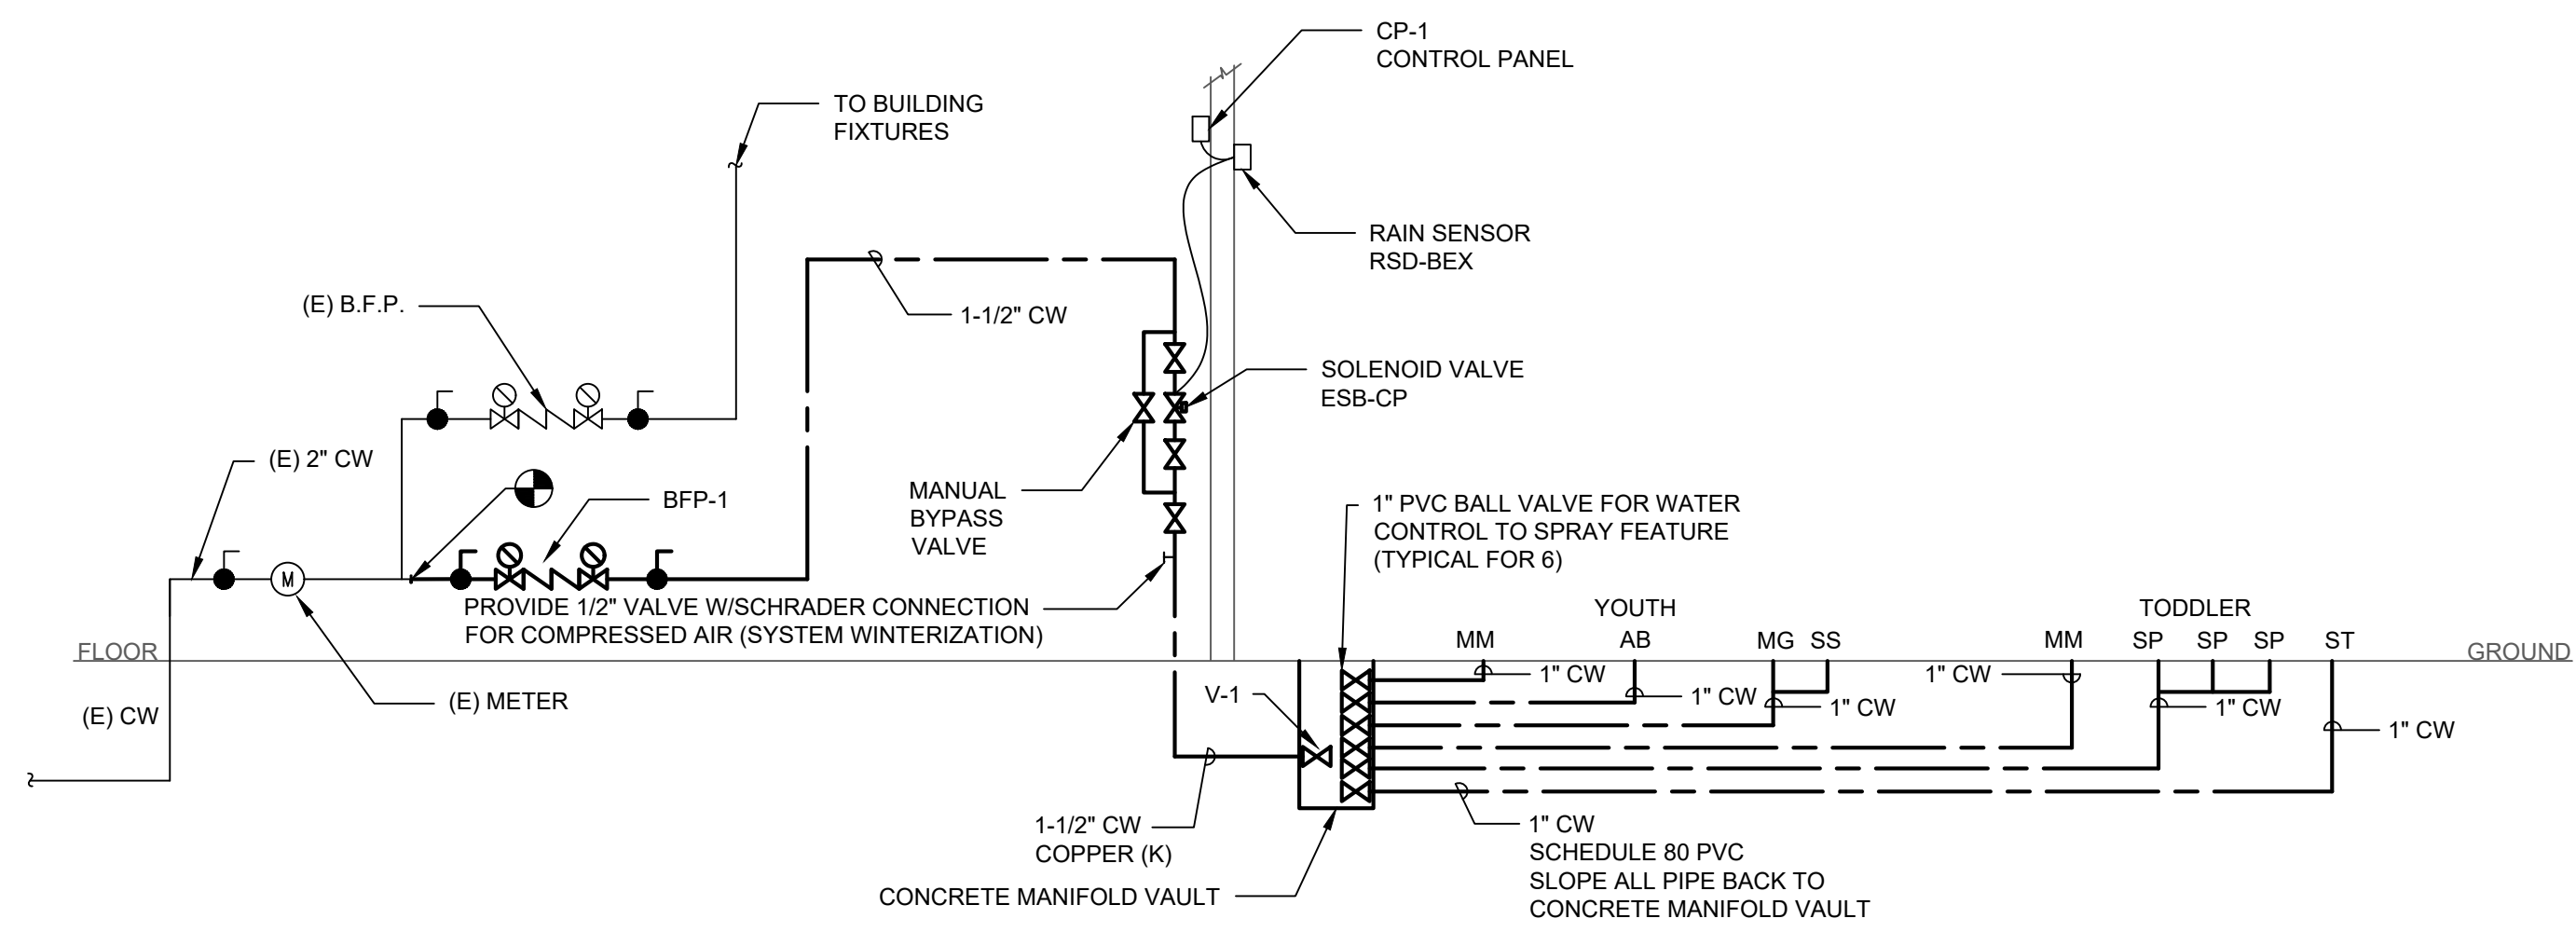 CP-1
CONTROL PANEL
TO BUILDING
FIXTURES
RAIN SENSOR
RSD-BEX
(E) B.F.P.
1-1/2" CW
SOLENOID VALVE
ESB-CP
(E) 2" CW
BFP-1
MANUAL
BYPASS
VALVE
1" PVC BALL VALVE FOR WATER
CONTROL TO SPRAY FEATURE
(TYPICAL FOR 6)
M
PROVIDE 1/2" VALVE W/SCHRADER CONNECTION
FOR COMPRESSED AIR (SYSTEM WINTERIZATION)
YOUTH
TODDLER
MM AB MG SS MM SP SP SP ST
FLOOR
GROUND
1" CW
1" CW
1" CW
1" CW
1" CW
1" CW
(E) CW
(E) METER
V-1
1-1/2" CW
COPPER (K)
1" CW
SCHEDULE 80 PVC
SLOPE ALL PIPE BACK TO
CONCRETE MANIFOLD VAULT
CONCRETE MANIFOLD VAULT